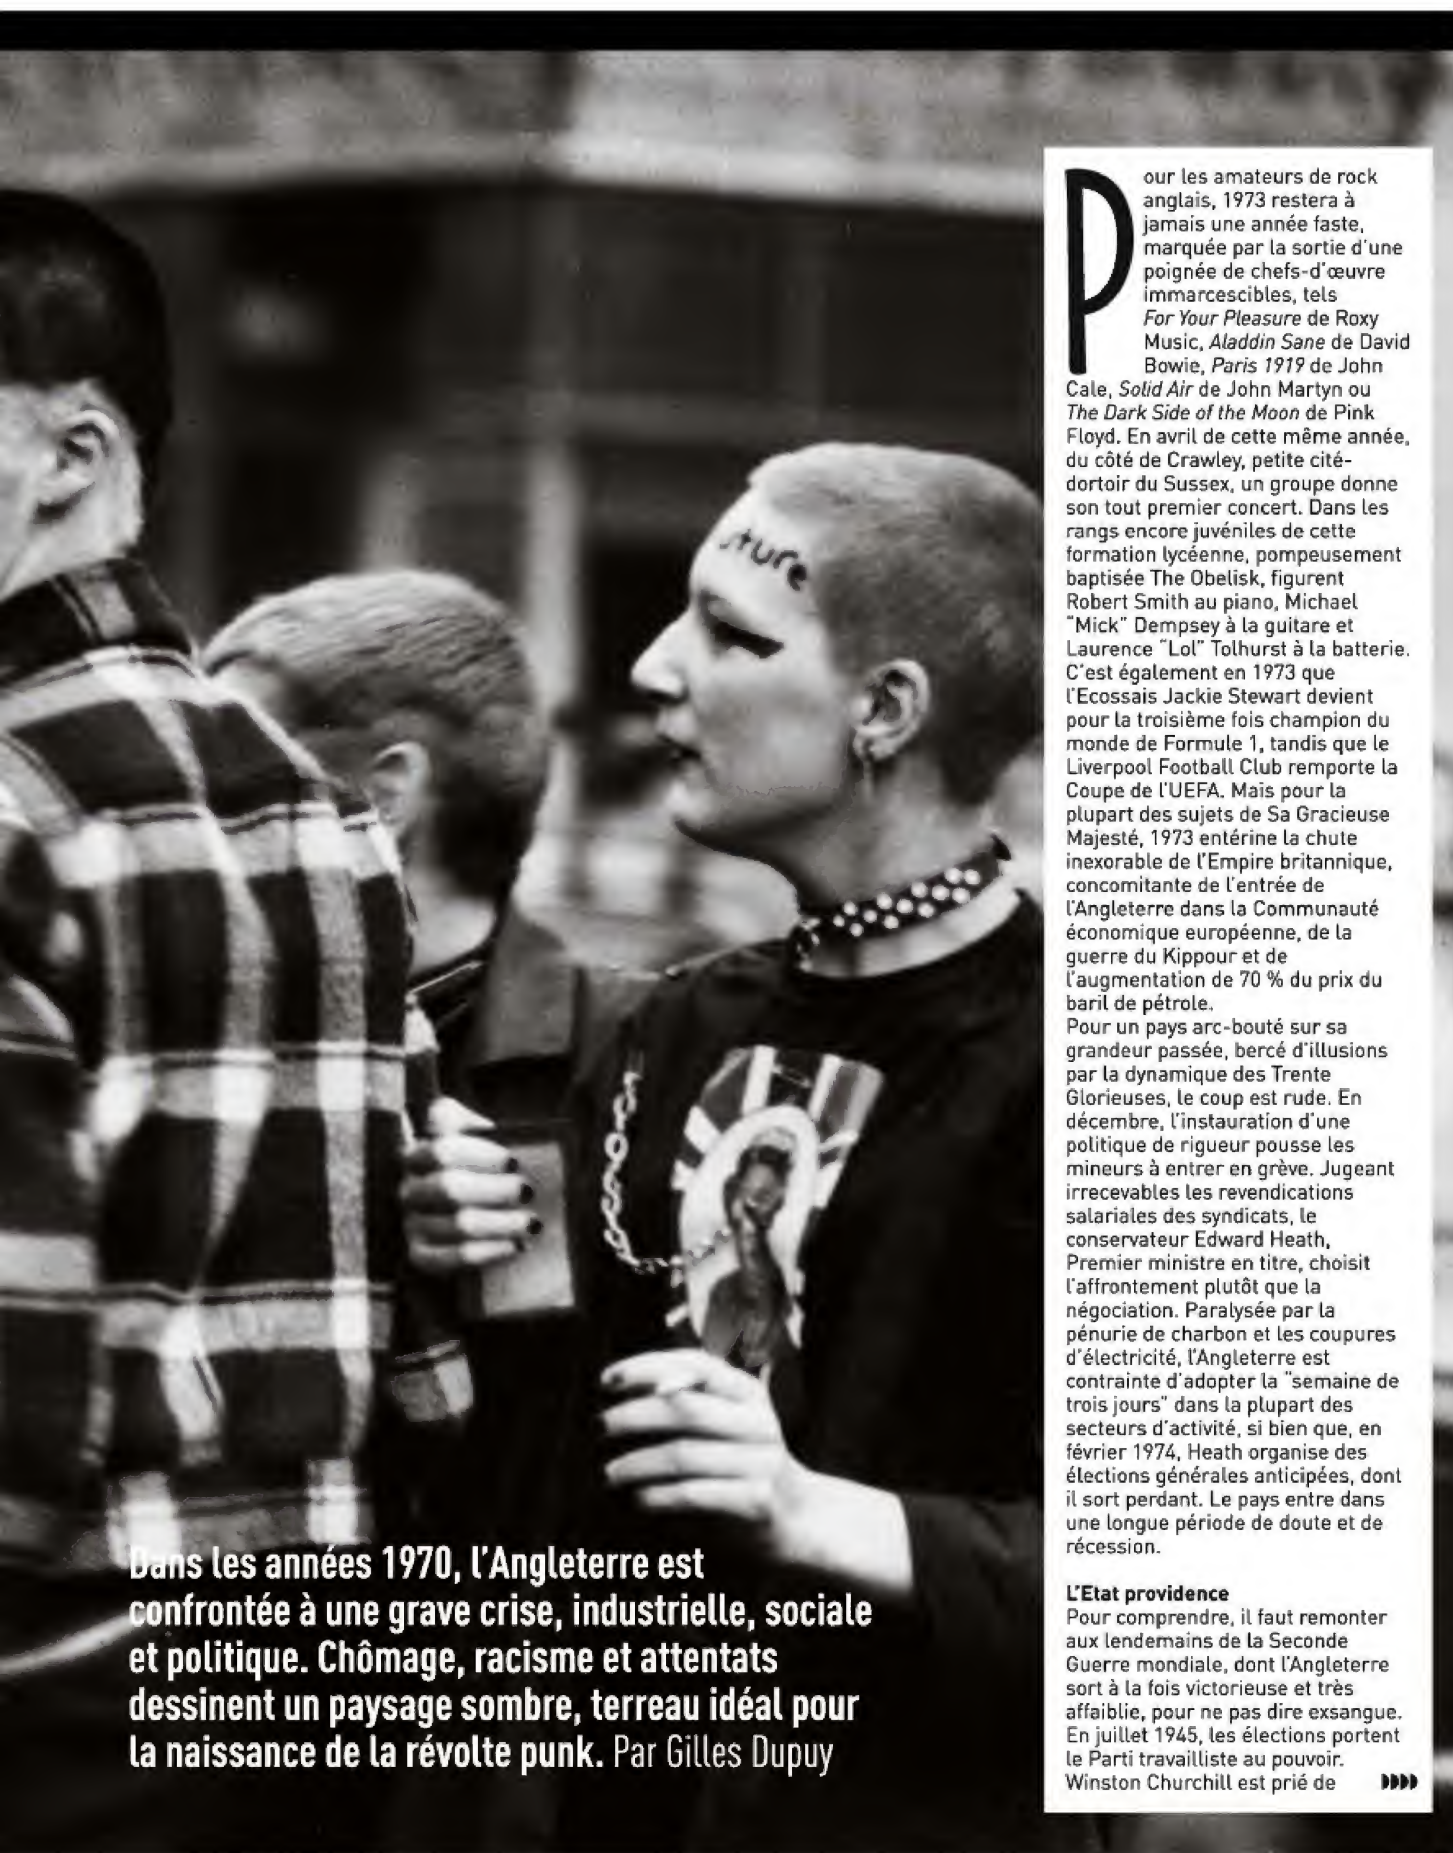 Pour les amateurs de rock
anglais, 1973 restera à
jamais une année faste,
marquée par la sortie d'une
poignée de chefs-d'œuvre
immarcescibles, tels
For Your Pleasure de Roxy
Music, Aladdin Sane de David
Bowie, Paris 1919 de John
Cale, Solid Air de John Martyn ou
The Dark Side of the Moon de Pink
Floyd. En avril de cette même année,
du côté de Crawley, petite cité-
dortoir du Sussex, un groupe donne
son tout premier concert. Dans les
rangs encore juvéniles de cette
formation lycéenne, pompeusement
baptisée The Obelisk, figurent
Robert Smith au piano, Michael
"Mick" Dempsey à la guitare et
Laurence "Lol" Tolhurst à la batterie.
C'est également en 1973 que
l'Ecossais Jackie Stewart devient
pour la troisième fois champion du
monde de Formule 1, tandis que le
Liverpool Football Club remporte la
Coupe de l'UEFA. Mais pour la
plupart des sujets de Sa Gracieuse
Majesté, 1973 entérine la chute
inexorable de l'Empire britannique,
concomitante de l'entrée de
l'Angleterre dans la Communauté
économique européenne, de la
guerre du Kippour et de
l'augmentation de 70 % du prix du
baril de pétrole.
Pour un pays arc-bouté sur sa
grandeur passée, bercé d'illusions
par la dynamique des Trente
Glorieuses, le coup est rude. En
décembre, l'instauration d'une
politique de rigueur pousse les
mineurs à entrer en grève. Jugeant
irrecevables les revendications
salariales des syndicats, le
conservateur Edward Heath,
Premier ministre en titre, choisit
l'affrontement plutôt que la
négociation. Paralysée par la
pénurie de charbon et les coupures
d'électricité, l'Angleterre est
contrainte d'adopter la "semaine de
trois jours" dans la plupart des
secteurs d'activité, si bien que, en
février 1974, Heath organise des
élections générales anticipées, dont
il sort perdant. Le pays entre dans
une longue période de doute et de
récession.
L'Etat providence
Pour comprendre, il faut remonter
aux lendemains de la Seconde
Guerre mondiale, dont l'Angleterre
sort à la fois victorieuse et très
affaiblie, pour ne pas dire exsangue.
En juillet 1945, les élections portent
le Parti travailliste au pouvoir.
Winston Churchill est prié de
Dans les années 1970, l'Angleterre est
confrontée à une grave crise, industrielle, sociale
et politique. Chômage, racisme et attentats
dessinent un paysage sombre, terreau idéal pour
la naissance de la révolte punk. Par Gilles Dupuy